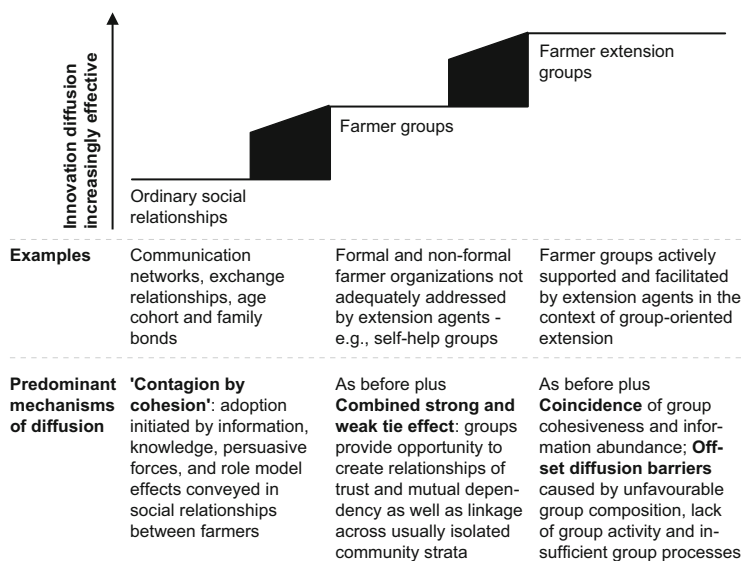 Innovation diffusion
increasingly effective
Farmer extension
groups
Farmer groups
Ordinary social
relationships
Examples
Communication
networks, exchange
relationships, age
cohort and family
bonds
Formal and non-formal
farmer organizations not
adequately addressed
by extension agents -
e.g., self-help groups
Farmer groups actively
supported and facilitated
by extension agents in the
context of group-oriented
extension
Predominant
mechanisms
of diffusion
'Contagion by
cohesion': adoption
initiated by information,
knowledge, persuasive
forces, and role model
effects conveyed in
social relationships
between farmers
As before plus
Combined strong and
weak tie effect: groups
provide opportunity to
create relationships of
trust and mutual depen-
dency as well as linkage
across usually isolated
community strata
As before plus
Coincidence of group
cohesiveness and infor-
mation abundance; Off-
set diffusion barriers
caused by unfavourable
group composition, lack
of group activity and in-
sufficient group processes